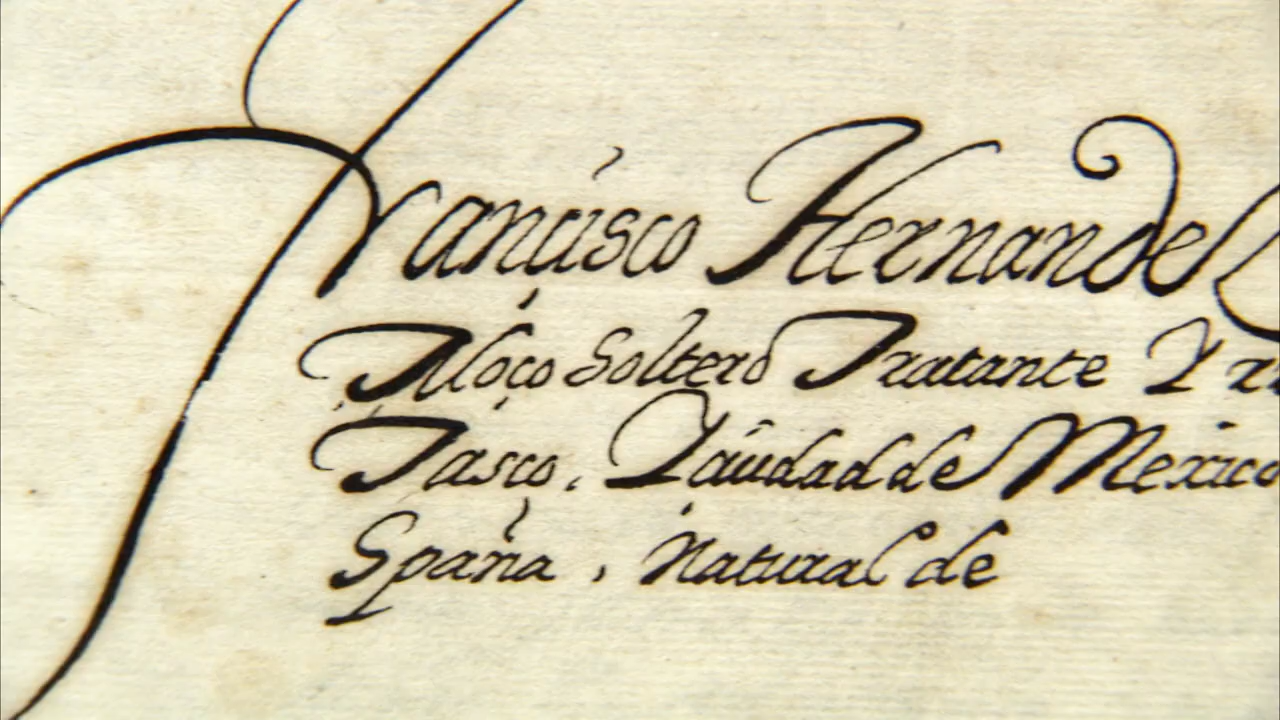 Francisco Hernandez
Moço Soltero Tratante Y
Tasco, Y ciudad de Mexico
España, Natural de